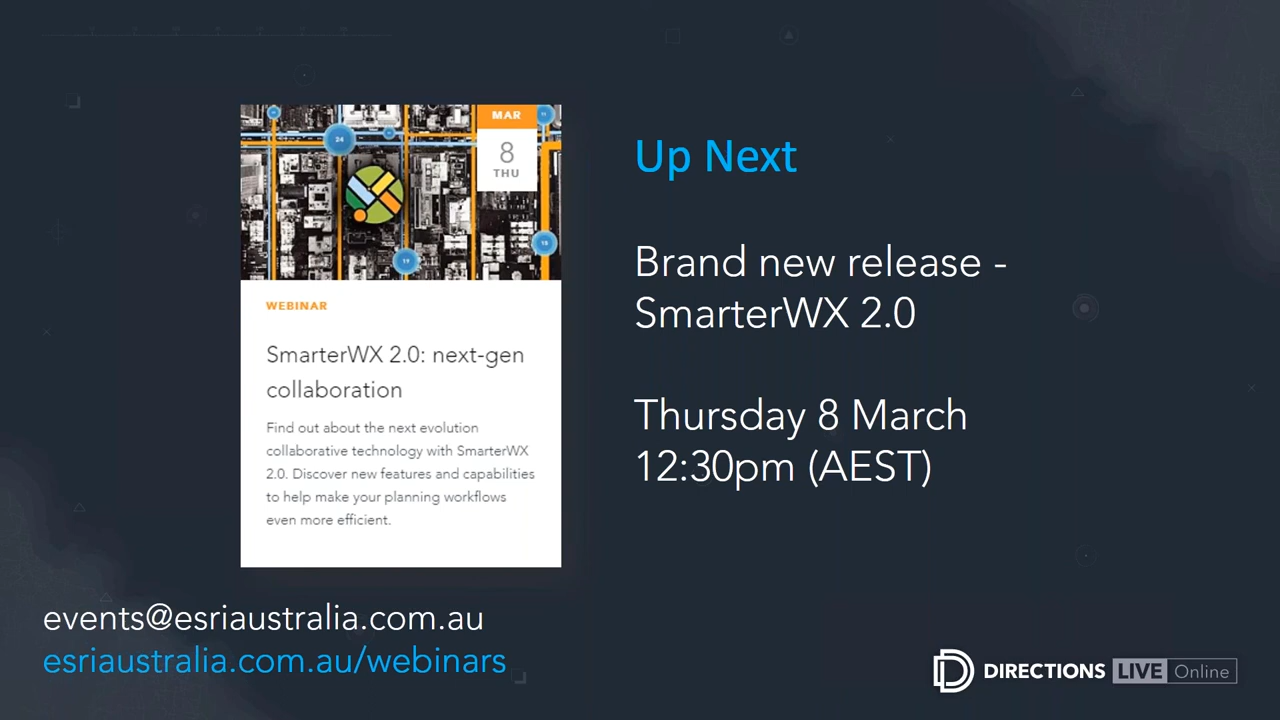 MAR
8
THU
24
19
18
WEBINAR
SmarterWX 2.0: next-gen
collaboration
Find out about the next evolution
collaborative technology with SmarterWX
2.0. Discover new features and capabilities
to help make your planning workflows
even more efficient.
Up Next
Brand new release -
SmarterWX 2.0
Thursday 8 March
12:30pm (AEST)
events@esriaustralia.com.au
esriaustralia.com.au/webinars
DIRECTIONS LIVE Online